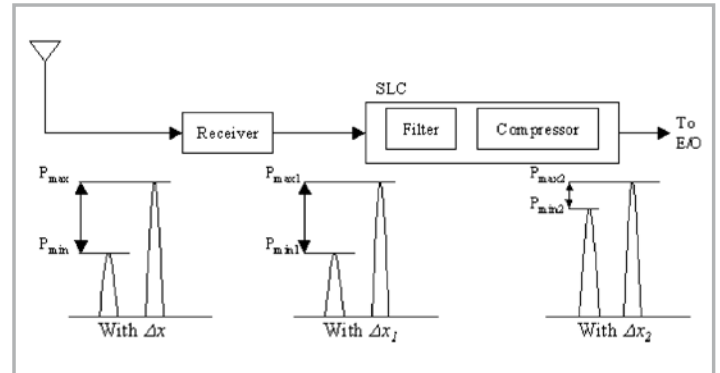 SLC
Receiver
Filter
Compressor
To
E/O
Pmax
Pmin
With Δx
Pmax1
Pmin1
With Δx1
Pmax2
Pmin2
With Δx2